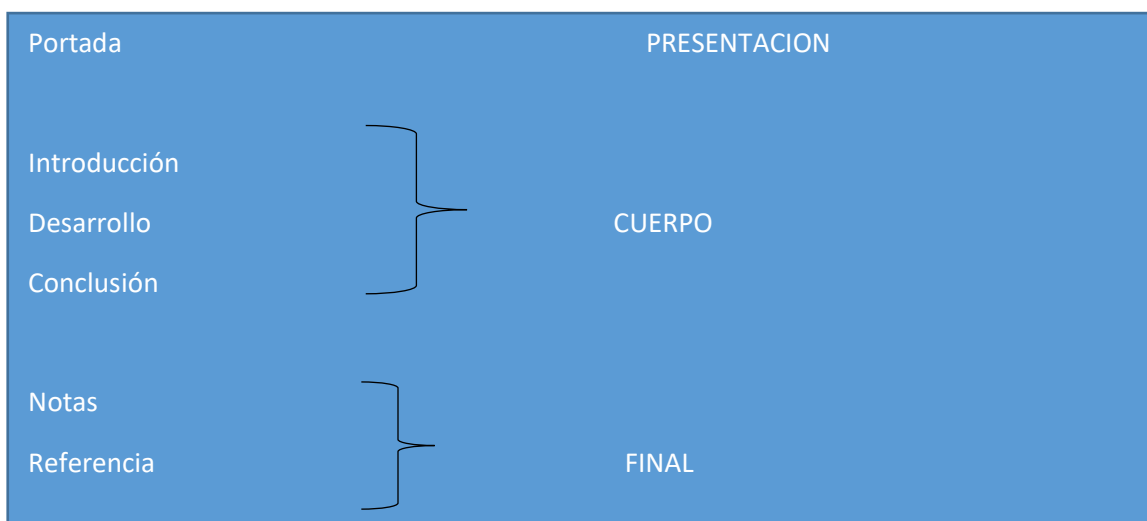 Portada PRESENTACION
Introducción
Desarrollo CUERPO
Conclusión
Notas
Referencia FINAL